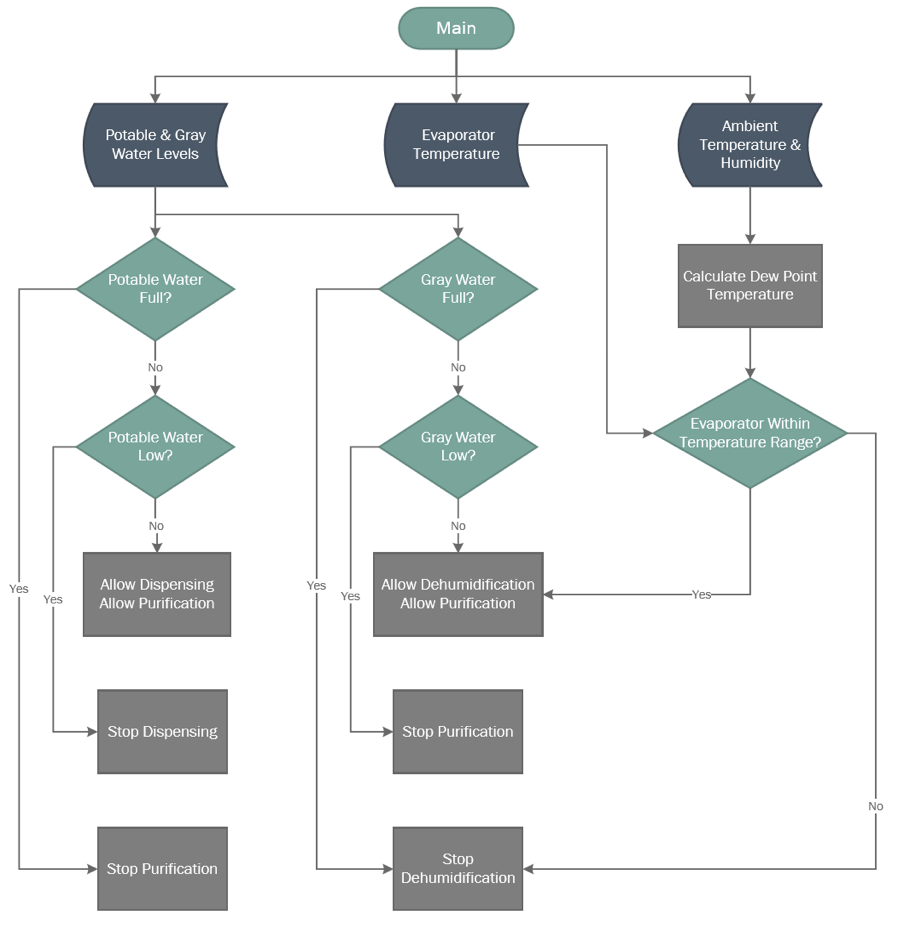 Main
Potable & Gray
Water Levels
Evaporator
Temperature
Ambient
Temperature &
Humidity
Potable Water
Full?
Gray Water
Full?
Calculate Dew Point
Temperature
No
No
Potable Water
Low?
Gray Water
Low?
Evaporator Within
Temperature Range?
No
No
Yes
Yes
Allow Dispensing
Allow Purification
Yes
Yes
Allow Dehumidification
Allow Purification
Yes
Stop Dispensing
Stop Purification
No
Stop Purification
Stop
Dehumidification